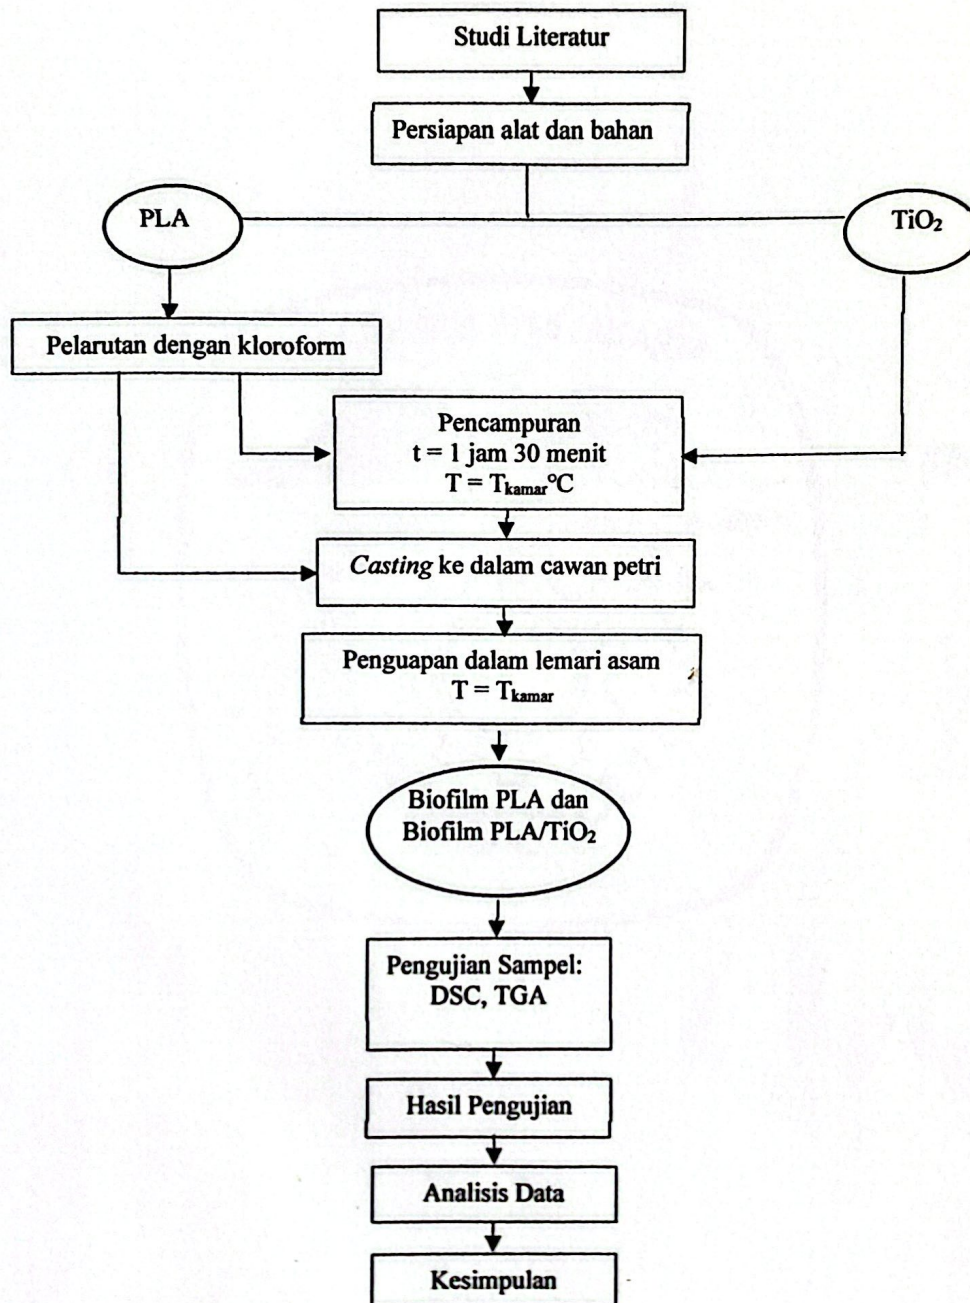 Studi Literatur
Persiapan alat dan bahan
PLA
TiO₂
Pelarutan dengan kloroform
Pencampuran
t = 1 jam 30 menit
T = Tkamar°C
Casting ke dalam cawan petri
Penguapan dalam lemari asam
T = Tkamar
Biofilm PLA dan
Biofilm PLA/TiO₂
Pengujian Sampel:
DSC, TGA
Hasil Pengujian
Analisis Data
Kesimpulan